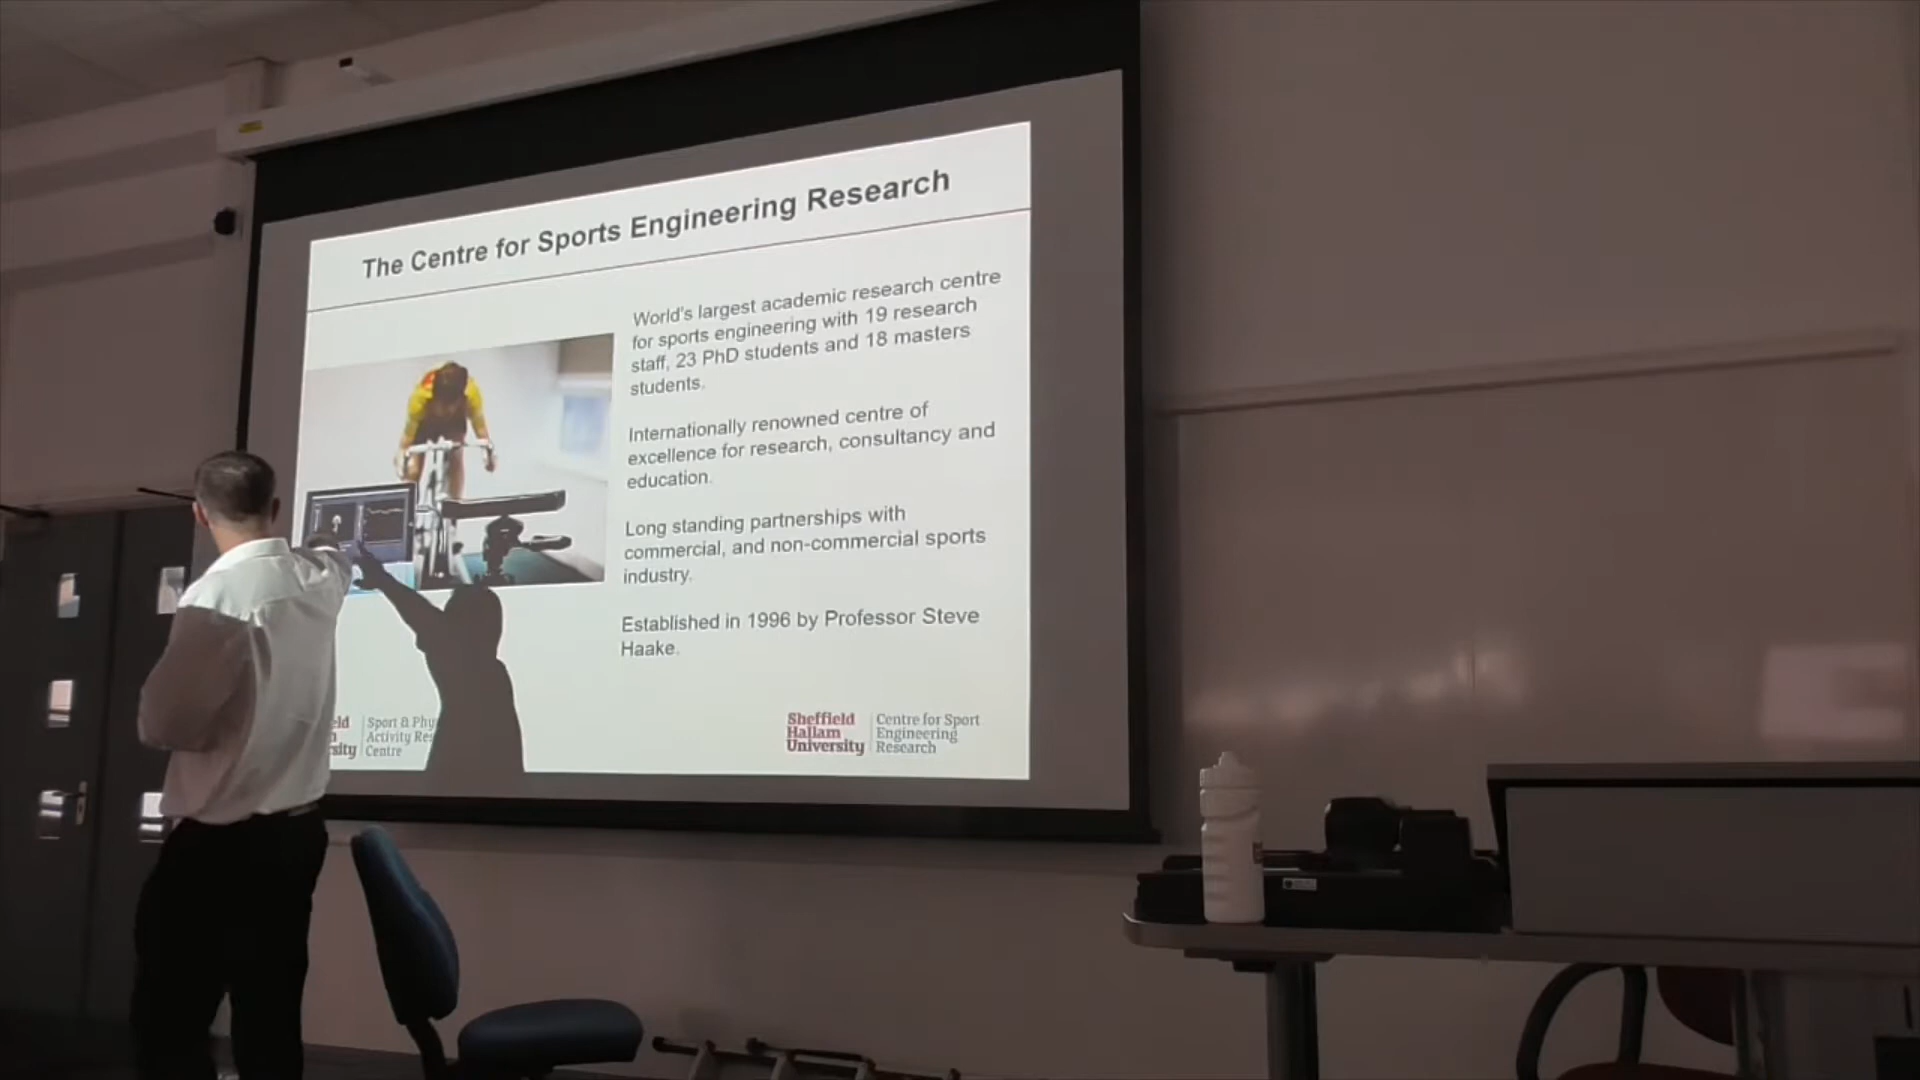 The Centre for Sports Engineering Research
World's largest academic research centre
for sports engineering with 19 research
staff, 23 PhD students and 18 masters
students.
Internationally renowned centre of
excellence for research, consultancy and
education.
Long standing partnerships with
commercial, and non-commercial sports
industry.
Established in 1996 by Professor Steve
Haake.
Sport &
Activity
Centre
Sheffield
Hallam
University
Centre for Sport
Engineering
Research